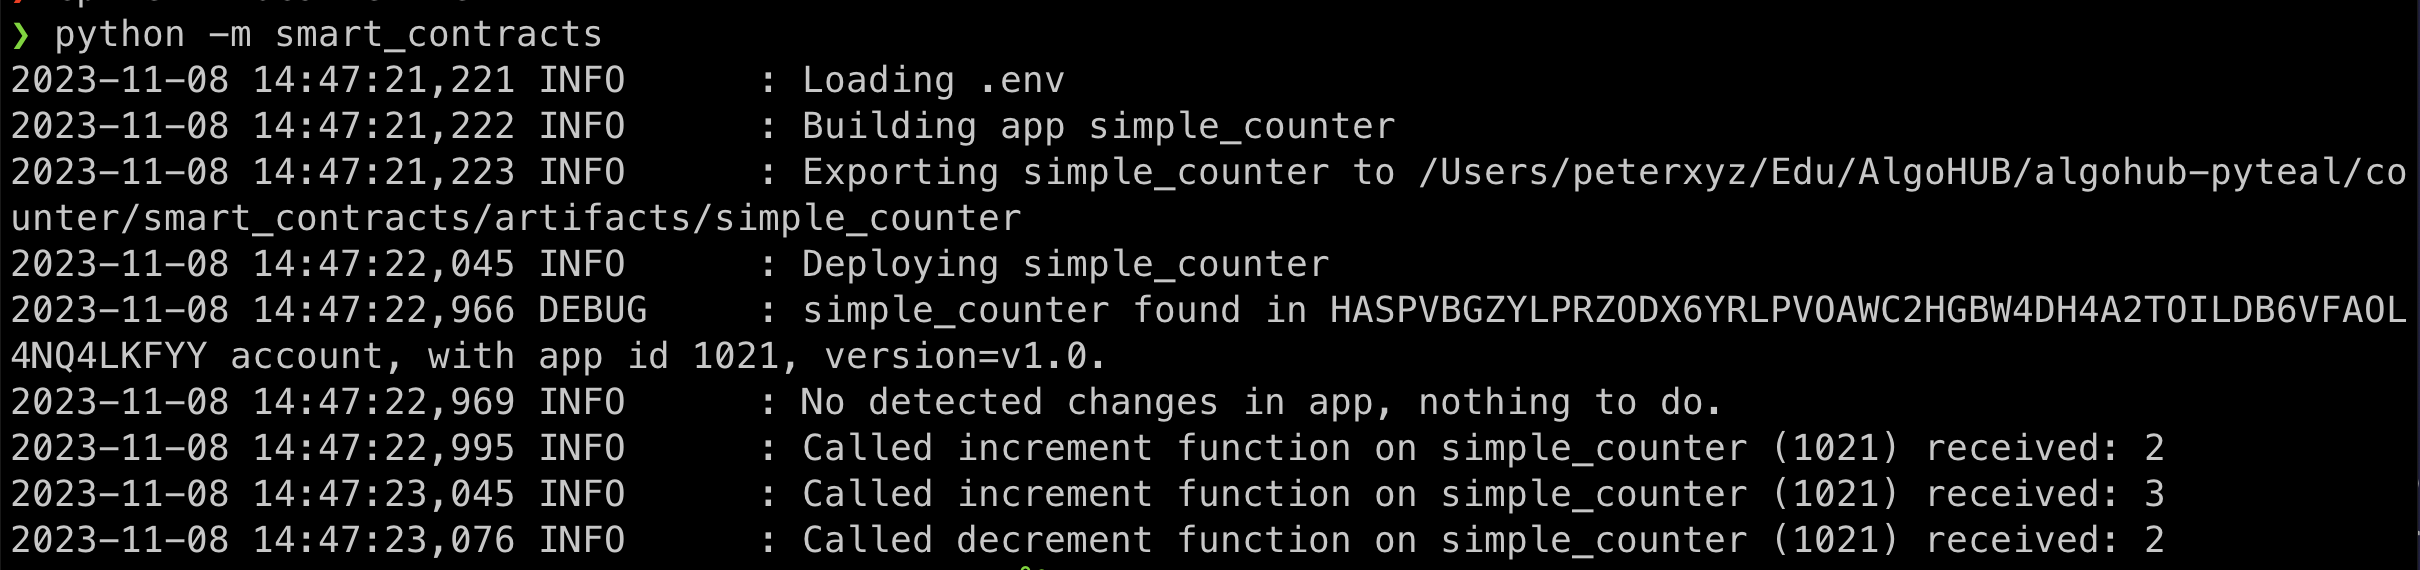 ❯ python -m smart_contracts
2023-11-08 14:47:21,221 INFO      : Loading .env
2023-11-08 14:47:21,222 INFO      : Building app simple_counter
2023-11-08 14:47:21,223 INFO      : Exporting simple_counter to /Users/peterxyz/Edu/AlgoHUB/algohub-pyteal/co
unter/smart_contracts/artifacts/simple_counter
2023-11-08 14:47:22,045 INFO      : Deploying simple_counter
2023-11-08 14:47:22,966 DEBUG     : simple_counter found in HASPVBGZYLPRZODX6YRLPVOAWC2HGBW4DH4A2TOILDB6VFAOL
4NQ4LKFYY account, with app id 1021, version=v1.0.
2023-11-08 14:47:22,969 INFO      : No detected changes in app, nothing to do.
2023-11-08 14:47:22,995 INFO      : Called increment function on simple_counter (1021) received: 2
2023-11-08 14:47:23,045 INFO      : Called increment function on simple_counter (1021) received: 3
2023-11-08 14:47:23,076 INFO      : Called decrement function on simple_counter (1021) received: 2